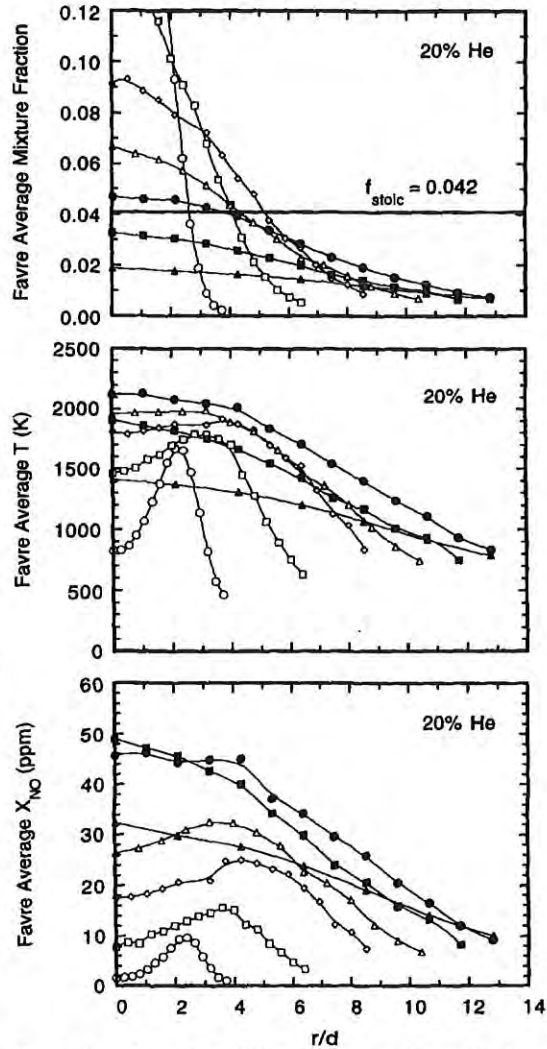 0.12
0.10
0.08
0.06
0.04
0.02
0.00
Favre Average Mixture Fraction
20% He
f stoic = 0.042
2500
2000
1500
1000
500
0
Favre Average T (K)
20% He
60
50
40
30
20
10
0
Favre Average X NO (ppm)
20% He
0 2 4 6 8 10 12 14
r/d